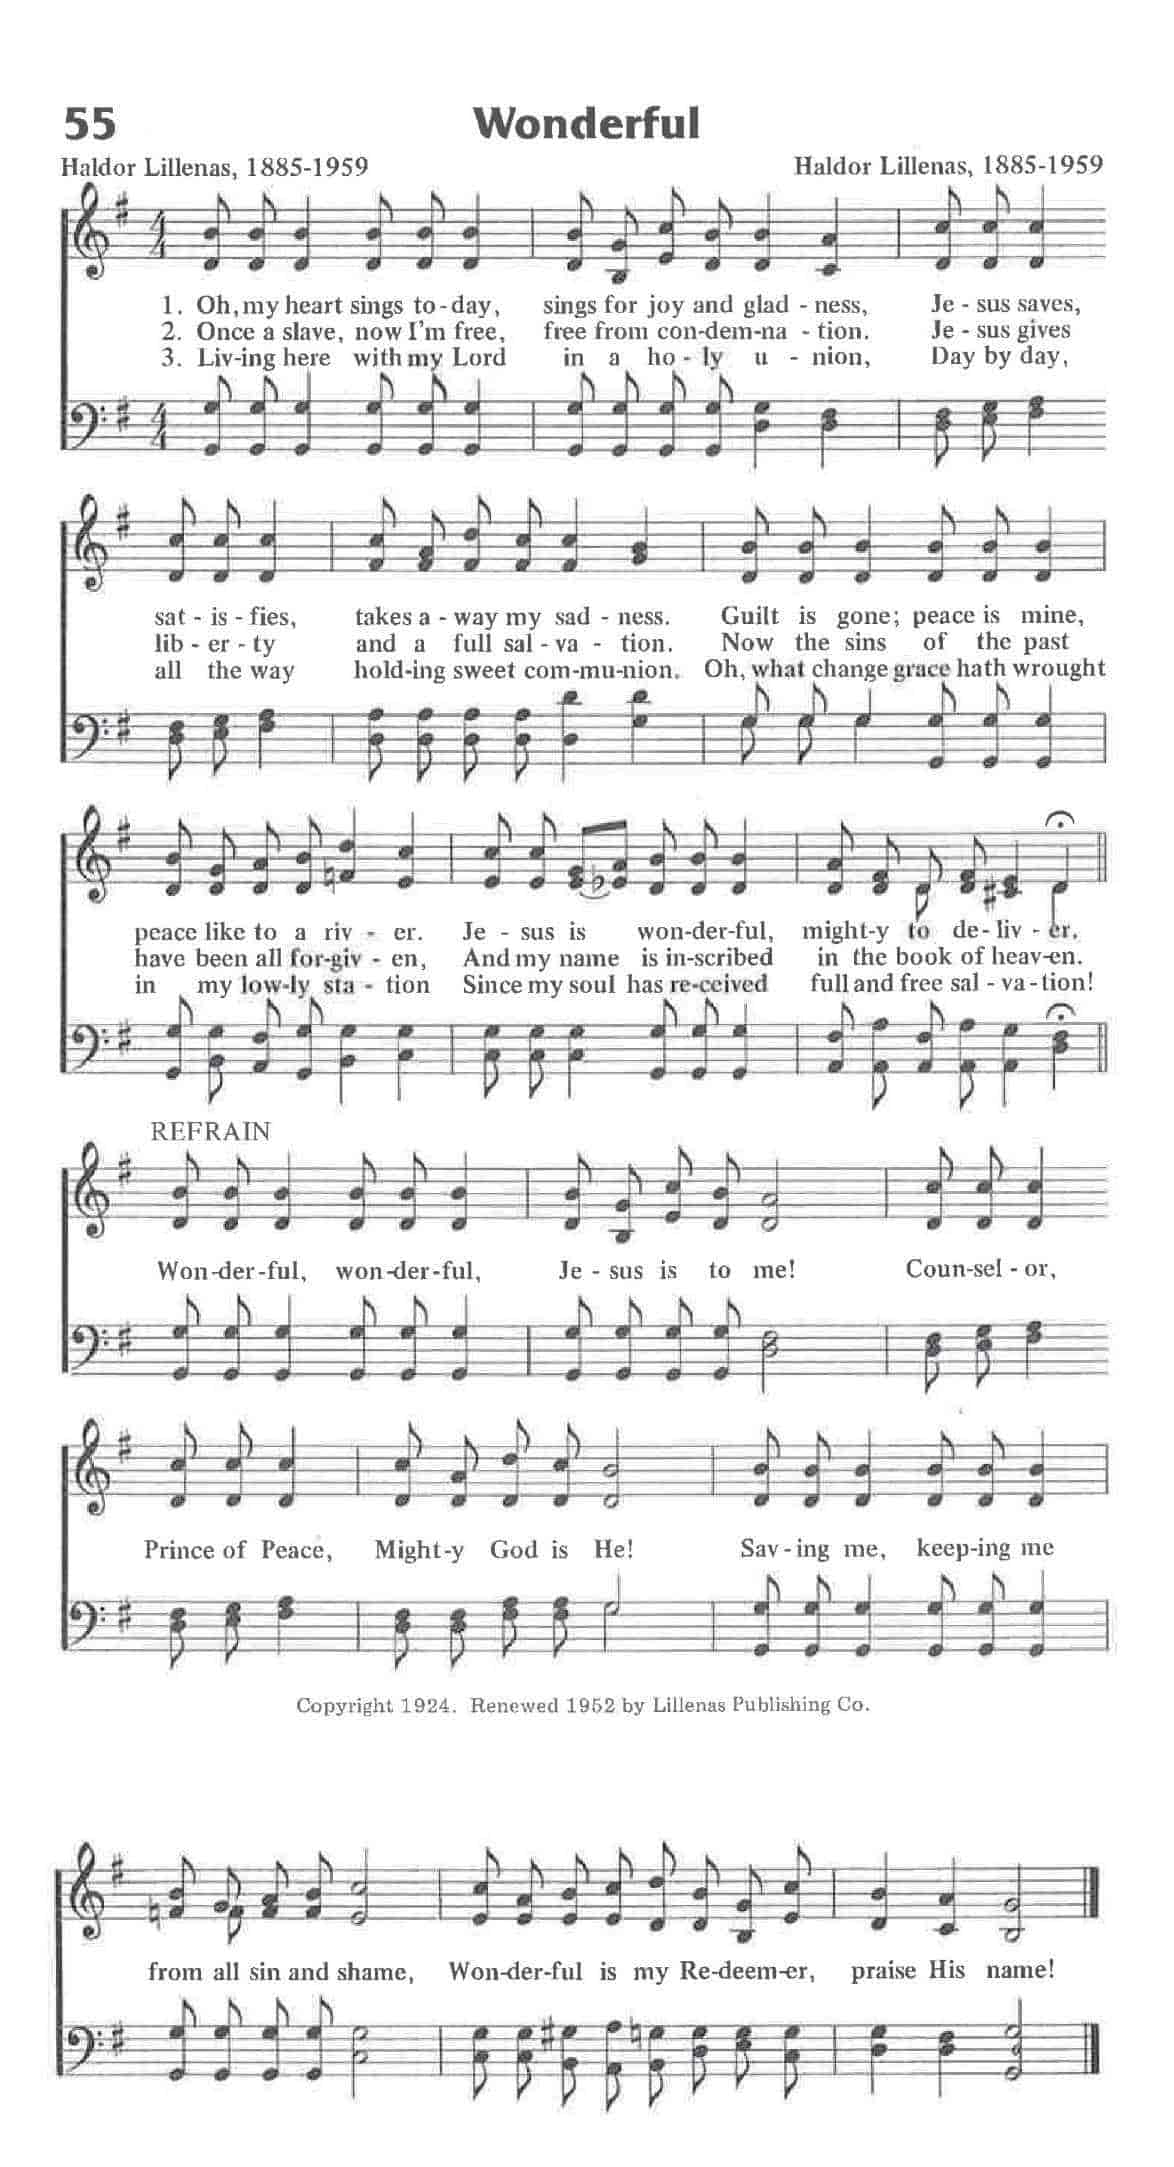 55 Wonderful
Haldor Lillenas, 1885-1959 Haldor Lillenas, 1885-1959
1. Oh, my heart sings to-day, sings for joy and glad - ness, Je - sus saves,
2. Once a slave, now I'm free, free from con-dem-na - tion. Je - sus gives
3. Liv-ing here with my Lord in a ho - ly u - nion, Day by day,
sat - is - fies, takes a - way my sad - ness. Guilt is gone; peace is mine,
lib - er - ty and a full sal - va - tion. Now the sins of the past
all the way hold-ing sweet com-mu-nion. Oh, what change grace hath wrought
peace like to a riv - er. Je - sus is won-der-ful, might-y to de-liv - er.
have been all for-giv - en, And my name is in-scribed in the book of heav-en.
in my low-ly sta - tion Since my soul has re-ceived full and free sal - va-tion!
REFRAIN
Won-der-ful, won-der-ful, Je - sus is to me! Coun-sel - or,
Prince of Peace, Might-y God is He! Sav - ing me, keep-ing me
Copyright 1924. Renewed 1952 by Lillenas Publishing Co.
from all sin and shame, Won-der-ful is my Re-deem-er, praise His name!